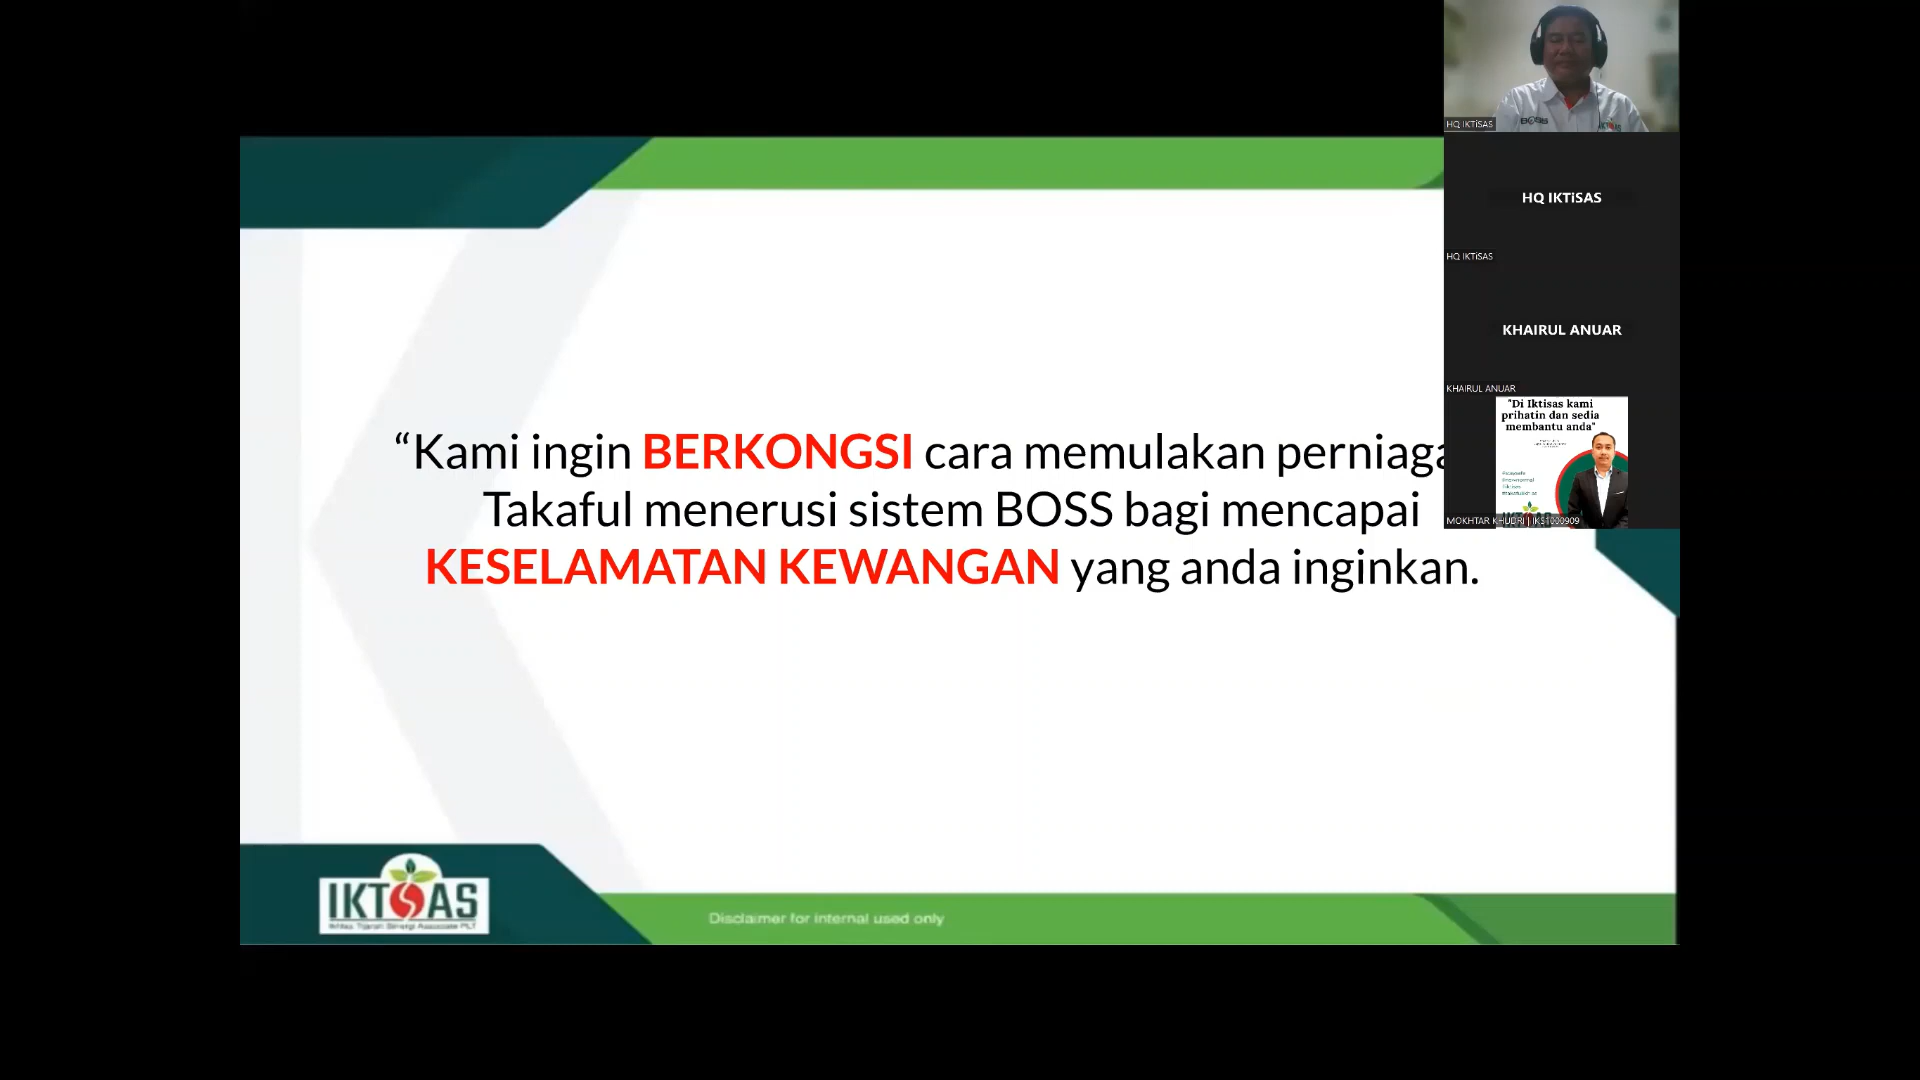 HQ IKTiSAS
BOSS
HQ IKTiSAS
HQ IKTiSAS
KHAIRUL ANUAR
KHAIRUL ANUAR
"Di Iktisas kami
prihatin dan sedia
membantu anda"
MOKHTAR KHUDRI | IKS1000909
“Kami ingin BERKONGSI cara memulakan perniaga
Takaful menerusi sistem BOSS bagi mencapai
KESELAMATAN KEWANGAN yang anda inginkan.
IKTiSAS
Disclaimer for internal used only